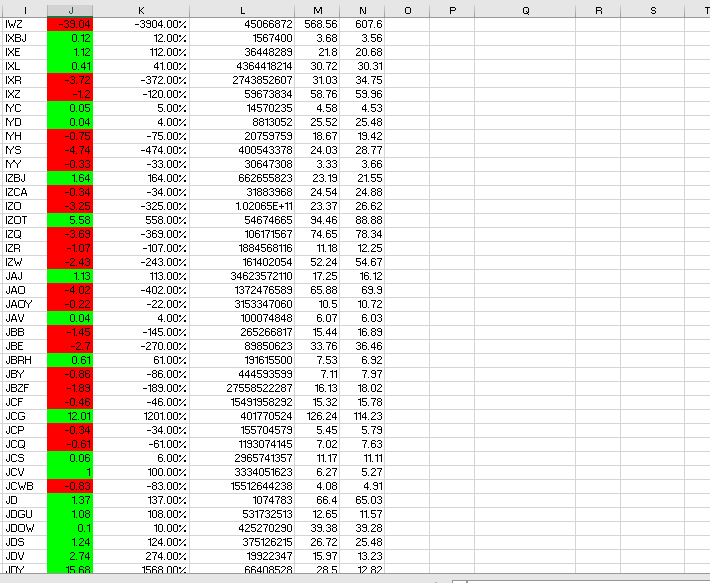 I J K L M N O P Q R S T
IWZ -39.04 -3904.00% 45066872 568.56 607.6
IXBJ 0.12 12.00% 1567400 3.68 3.56
IXE 1.12 112.00% 36448289 21.8 20.68
IXL 0.41 41.00% 4364418214 30.72 30.31
IXR -3.72 -372.00% 2743852607 31.03 34.75
IXZ -1.2 -120.00% 59673834 58.76 59.96
IYC 0.05 5.00% 14570235 4.58 4.53
IYD 0.04 4.00% 8813052 25.52 25.48
IYH -0.75 -75.00% 20759759 18.67 19.42
IYS -4.74 -474.00% 400543378 24.03 28.77
IYY -0.33 -33.00% 30647308 3.33 3.66
IZBJ 1.64 164.00% 662655823 23.19 21.55
IZCA -0.34 -34.00% 31883968 24.54 24.88
IZO -3.25 -325.00% 1.02065E+11 23.37 26.62
IZOT 5.58 558.00% 54674665 94.46 88.88
IZQ -3.69 -369.00% 106171567 74.65 78.34
IZR -1.07 -107.00% 1884568116 11.18 12.25
IZW -2.43 -243.00% 161402054 52.24 54.67
JAJ 1.13 113.00% 34623572110 17.25 16.12
JAO -4.02 -402.00% 1372476589 65.88 69.9
JAOY -0.22 -22.00% 3153347060 10.5 10.72
JAV 0.04 4.00% 100074848 6.07 6.03
JBB -1.45 -145.00% 265266817 15.44 16.89
JBE -2.7 -270.00% 89850623 33.76 36.46
JBRH 0.61 61.00% 191615500 7.53 6.92
JBY -0.86 -86.00% 444593599 7.11 7.97
JBZF -1.89 -189.00% 27558522287 16.13 18.02
JCF -0.46 -46.00% 15491958292 15.32 15.78
JCG 12.01 1201.00% 401770524 126.24 114.23
JCP -0.34 -34.00% 155704579 5.45 5.79
JCQ -0.61 -61.00% 1193074145 7.02 7.63
JCS 0.06 6.00% 2965741357 11.17 11.11
JCV 1 100.00% 3334051623 6.27 5.27
JCWB -0.83 -83.00% 15512644238 4.08 4.91
JD 1.37 137.00% 1074783 66.4 65.03
JDGU 1.08 108.00% 531732513 12.65 11.57
JDOW 0.1 10.00% 425270290 39.38 39.28
JDS 1.24 124.00% 375126215 26.72 25.48
JDV 2.74 274.00% 19922347 15.97 13.23
JDY 15.68 1568.00% 66408528 28.5 12.82